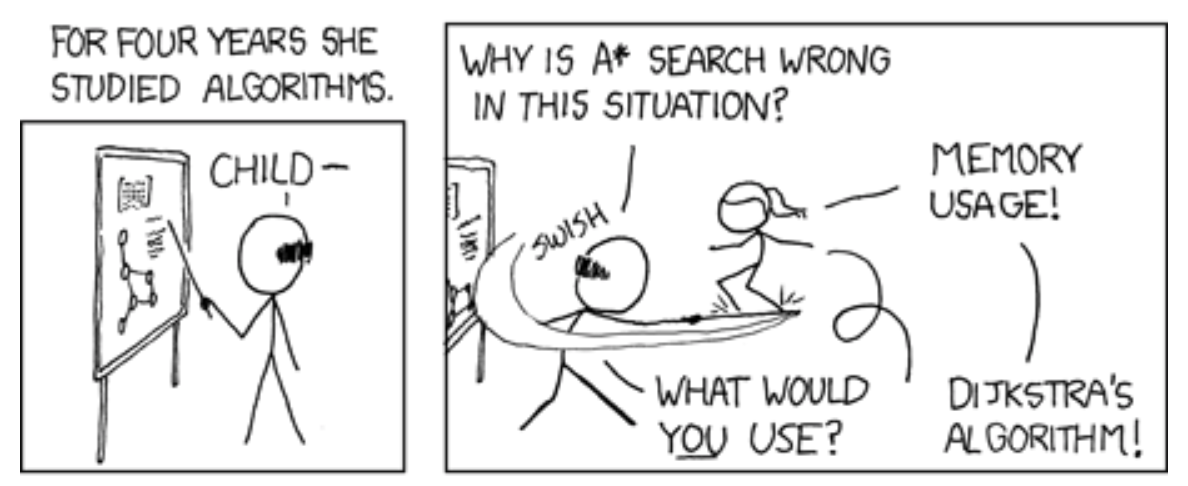 FOR FOUR YEARS SHE
STUDIED ALGORITHMS.
CHILD—
WHY IS A* SEARCH WRONG
IN THIS SITUATION?
SWISH
MEMORY
USAGE!
WHAT WOULD
YOU USE?
DIJKSTRA'S
ALGORITHM!